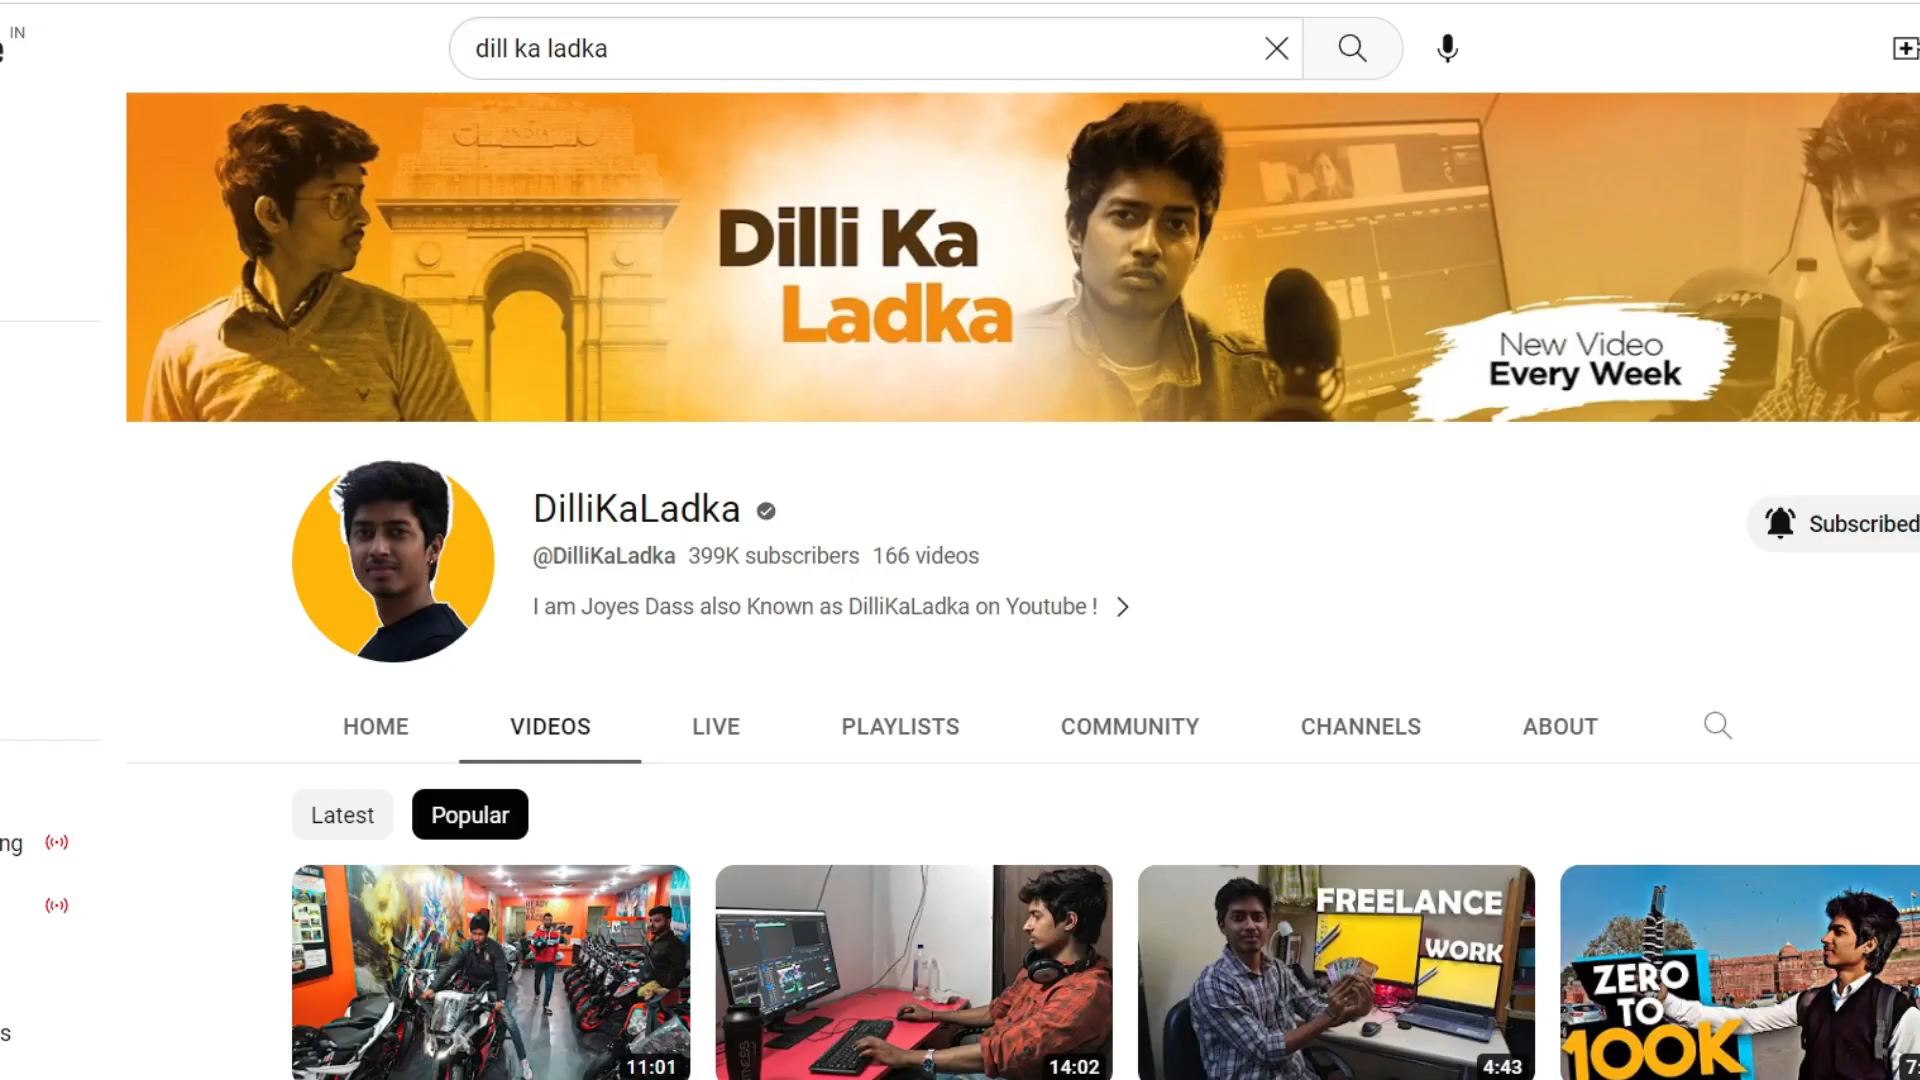 IN
dill ka ladka
INDIA
Dilli Ka
Ladka
New Video
Every Week
DilliKaLadka
Subscribed
@DilliKaLadka 399K subscribers 166 videos
I am Joyes Dass also Known as DilliKaLadka on Youtube !
HOME VIDEOS LIVE PLAYLISTS COMMUNITY CHANNELS ABOUT
Latest Popular
ng
FREELANCE
WORK
ZERO
TO
100K
s
11:01 14:02 4:43